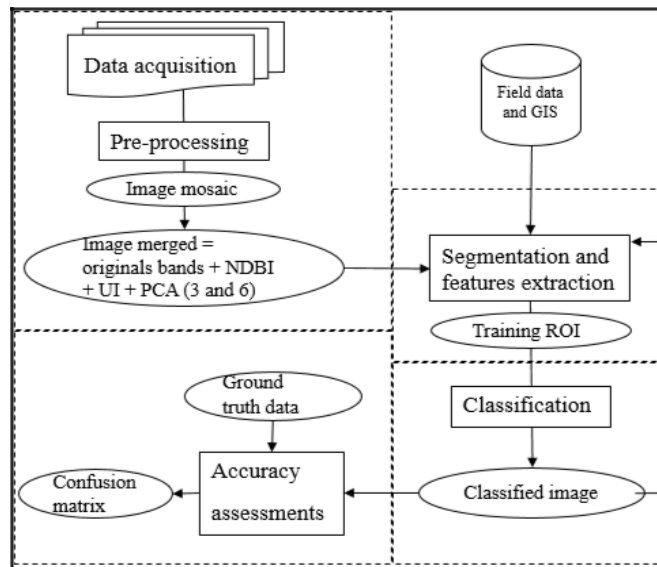 Data acquisition
Pre-processing
Image mosaic
Image merged =
originals bands + NDBI
+ UI + PCA (3 and 6)
Field data
and GIS
Segmentation and
features extraction
Training ROI
Classification
Classified image
Ground
truth data
Accuracy
assessments
Confusion
matrix